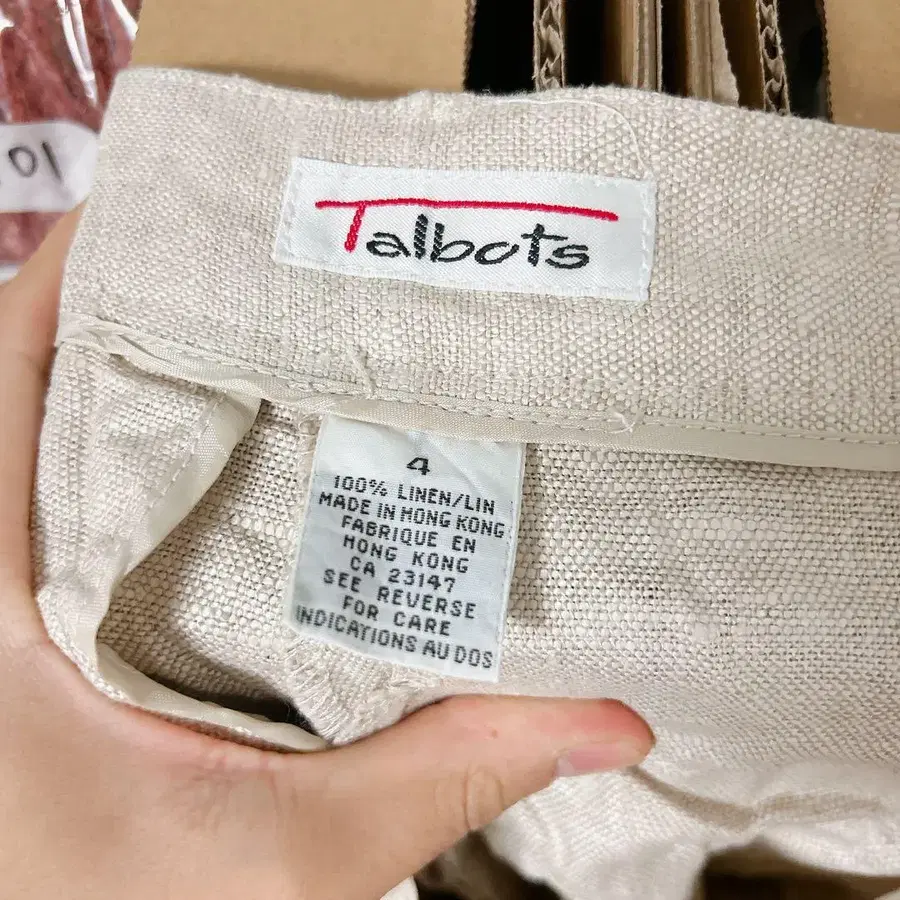 01
Talbots
4
100% LINEN/LIN
MADE IN HONG KONG
FABRIQUE EN
HONG KONG
CA 23147
SEE REVERSE
FOR CARE
INDICATIONS AU DOS